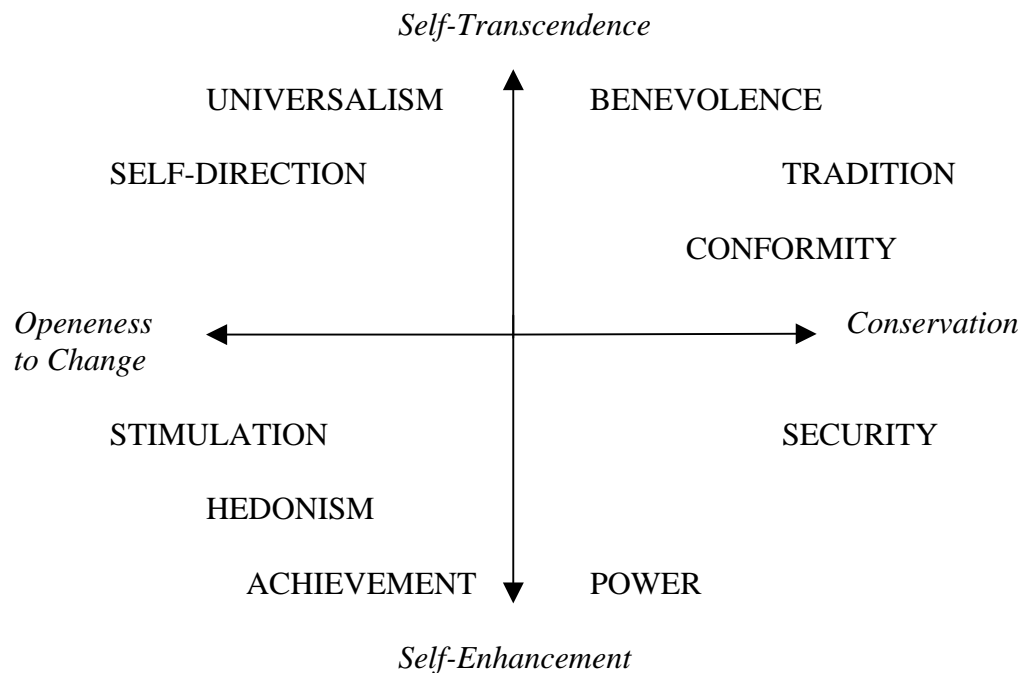 Self-Transcendence
UNIVERSALISM BENEVOLENCE
SELF-DIRECTION TRADITION
CONFORMITY
Openeness
to Change
Conservation
STIMULATION SECURITY
HEDONISM
ACHIEVEMENT POWER
Self-Enhancement